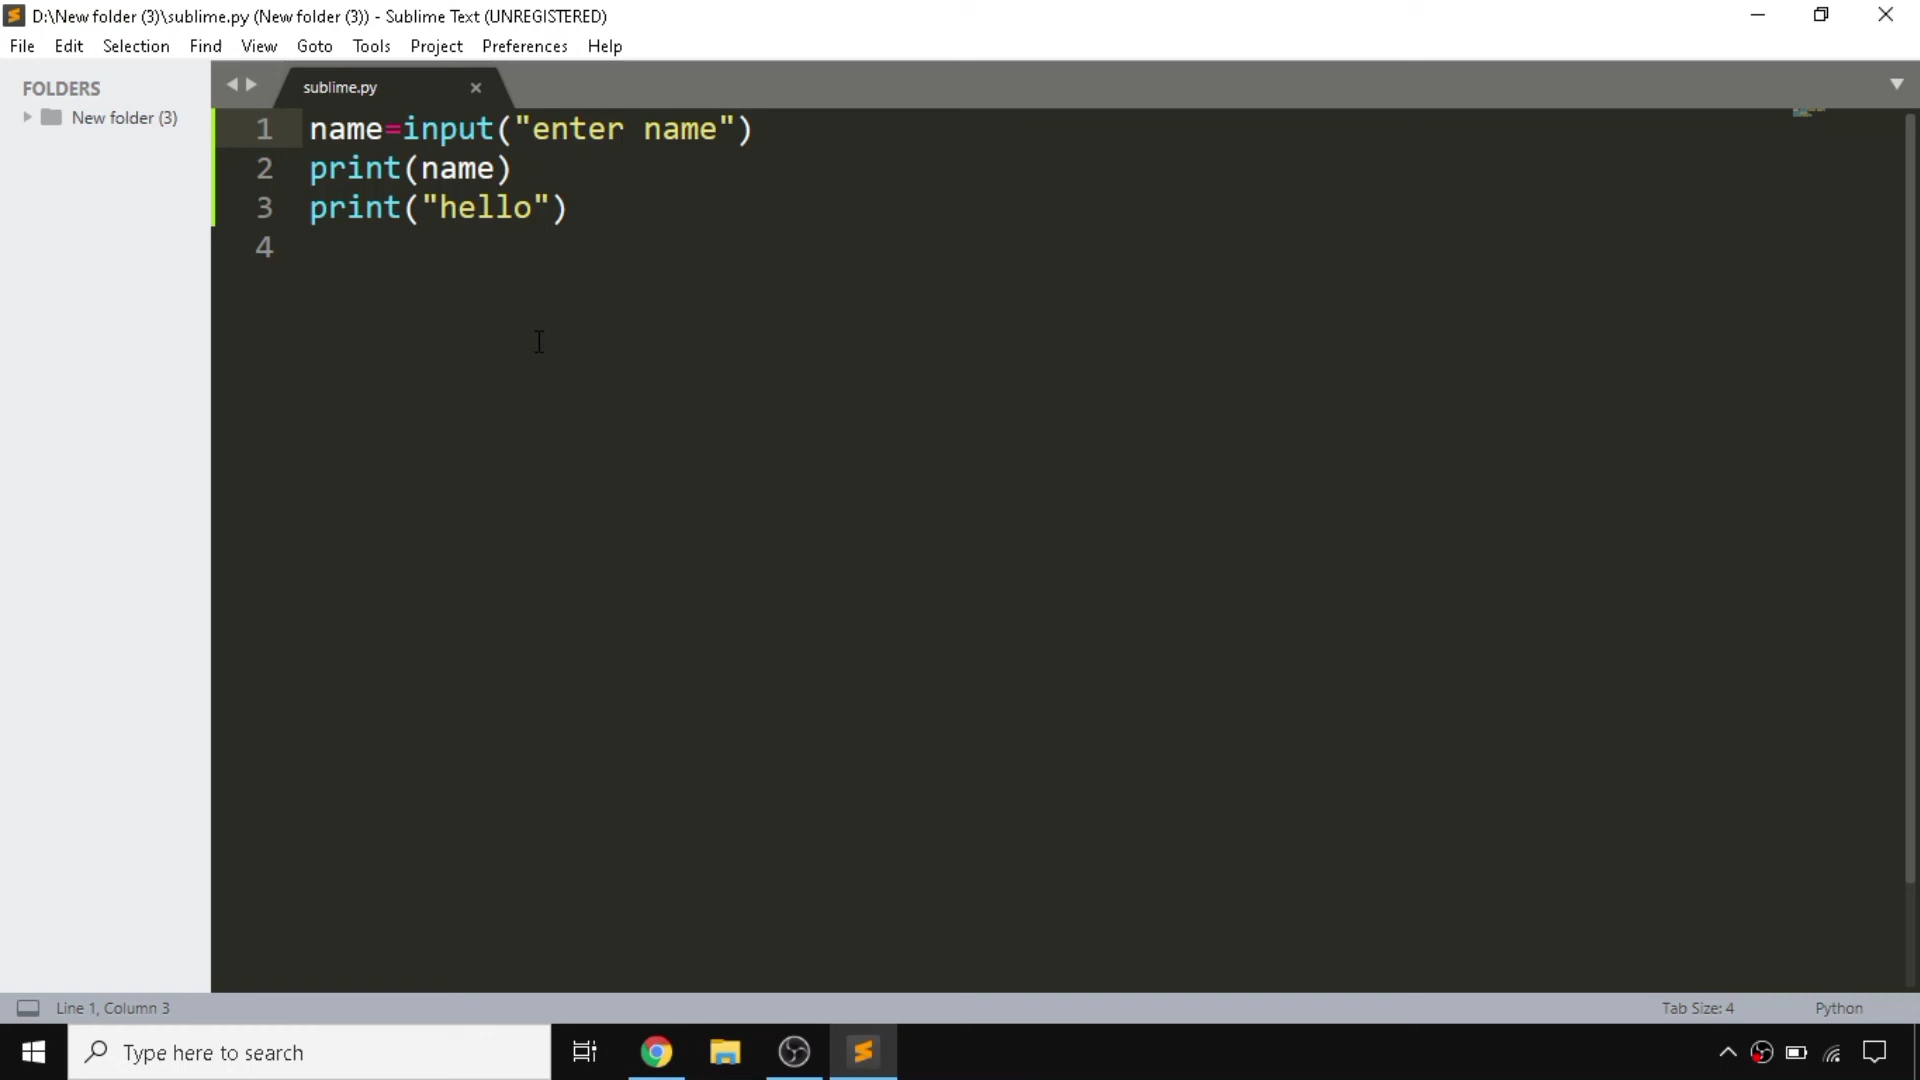 D:\New folder (3)\sublime.py (New folder (3)) - Sublime Text (UNREGISTERED)
File Edit Selection Find View Goto Tools Project Preferences Help
FOLDERS
New folder (3)
sublime.py
1 name=input("enter name")
2 print(name)
3 print("hello")
4
Line 1, Column 3
Tab Size: 4
Python
Type here to search